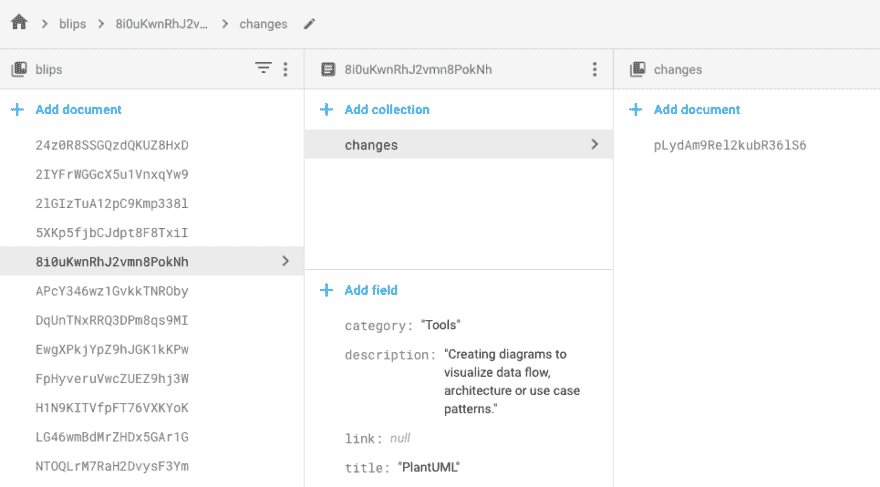 blips
8i0uKwnRhJ2v…
changes
blips
Add document
24z0R8SSGQzdQKUZ8HxD
2IYFrWGGcX5u1VnxqYw9
2lGIzTuA12pC9Kmp338l
5XKp5fjbCJdpt8F8TxiI
8i0uKwnRhJ2vmn8PokNh
APcY346wz1GvkkTNROby
DqUnTNxRRQ3DPm8qs9MI
EwgXPkjYpZ9hJGK1kKPw
FpHyveruVwcZUEZ9hj3W
H1N9KITVfpFT76VXKYoK
LG46wmBdMrZHDx5GAr1G
NTOQLrM7RaH2DvysF3Ym
8i0uKwnRhJ2vmn8PokNh
Add collection
changes
Add field
category: "Tools"
description: "Creating diagrams to
visualize data flow,
architecture or use case
patterns."
link: null
title: "PlantUML"
changes
Add document
pLydAm9Rel2kubR36lS6